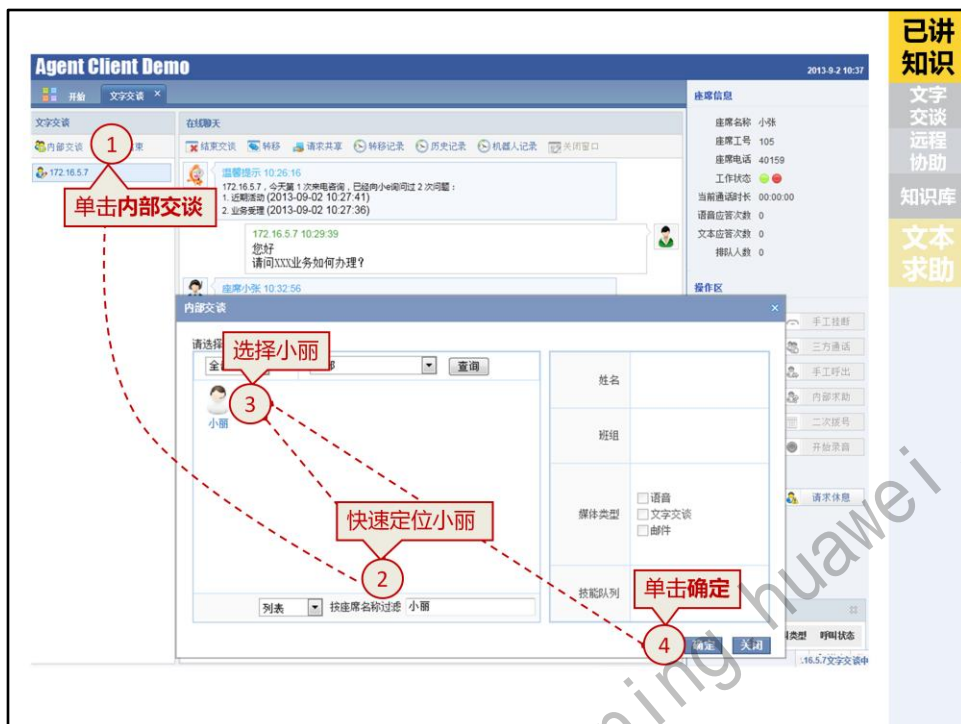 已讲
知识
文字
交谈
远程
协助
知识库
文本
求助
Agent Client Demo
2013-9-2 10:37
开始
文字交谈 ×
文字交谈
内部交谈
172.16.5.7
1
单击内部交谈
在线聊天
结束交谈 转移 请求共享 转移记录 历史记录 机器人记录 关闭窗口
温馨提示 10:26:16
172.16.5.7，今天第 1 次来电咨询，已经向小e询问过 2 次问题：
1. 近期活动 (2013-09-02 10:27:41)
2. 业务受理 (2013-09-02 10:27:36)
172.16.5.7 10:29:39
您好
请问XXX业务如何办理？
座席小张 10:32:56
座席信息
座席名称 小张
座席工号 105
座席电话 40159
工作状态
当前通话时长 00:00:00
语音应答次数 0
文本应答次数 0
排队人数 0
操作区
手工挂断
三方通话
手工呼出
内部求助
二次拨号
开始录音
请求休息
内部交谈 ×
请选择
选择小丽
查询
3
小丽
快速定位小丽
2
列表 按座席名称过滤 小丽
姓名
班组
媒体类型
语音
文字交谈
邮件
技能队列
单击确定
4
确定 关闭
类型 呼叫状态
.16.5.7文字交谈中
ning huawei